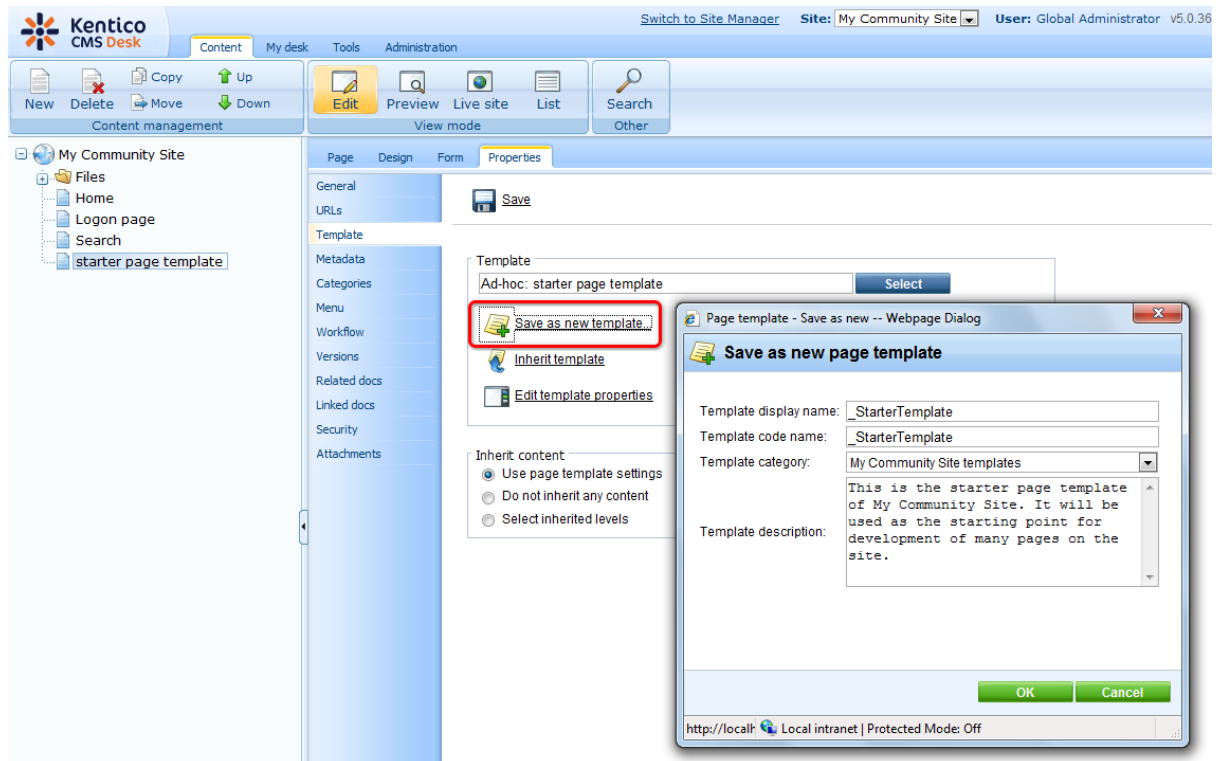 Kentico
CMS Desk
Switch to Site Manager Site: My Community Site User: Global Administrator v5.0.36
Content My desk Tools Administration
New Delete Copy Move Up Down
Content management
Edit Preview Live site List
View mode
Search
Other
My Community Site
Files
Home
Logon page
Search
starter page template
Page Design Form Properties
General
URLs
Template
Metadata
Categories
Menu
Workflow
Versions
Related docs
Linked docs
Security
Attachments
Save
Template
Ad-hoc: starter page template Select
Save as new template...
Inherit template
Edit template properties
Inherit content
Use page template settings
Do not inherit any content
Select inherited levels
Page template - Save as new -- Webpage Dialog
Save as new page template
Template display name: _StarterTemplate
Template code name: _StarterTemplate
Template category: My Community Site templates
Template description:
This is the starter page template
of My Community Site. It will be
used as the starting point for
development of many pages on the
site.
OK Cancel
http://localh Local intranet | Protected Mode: Off